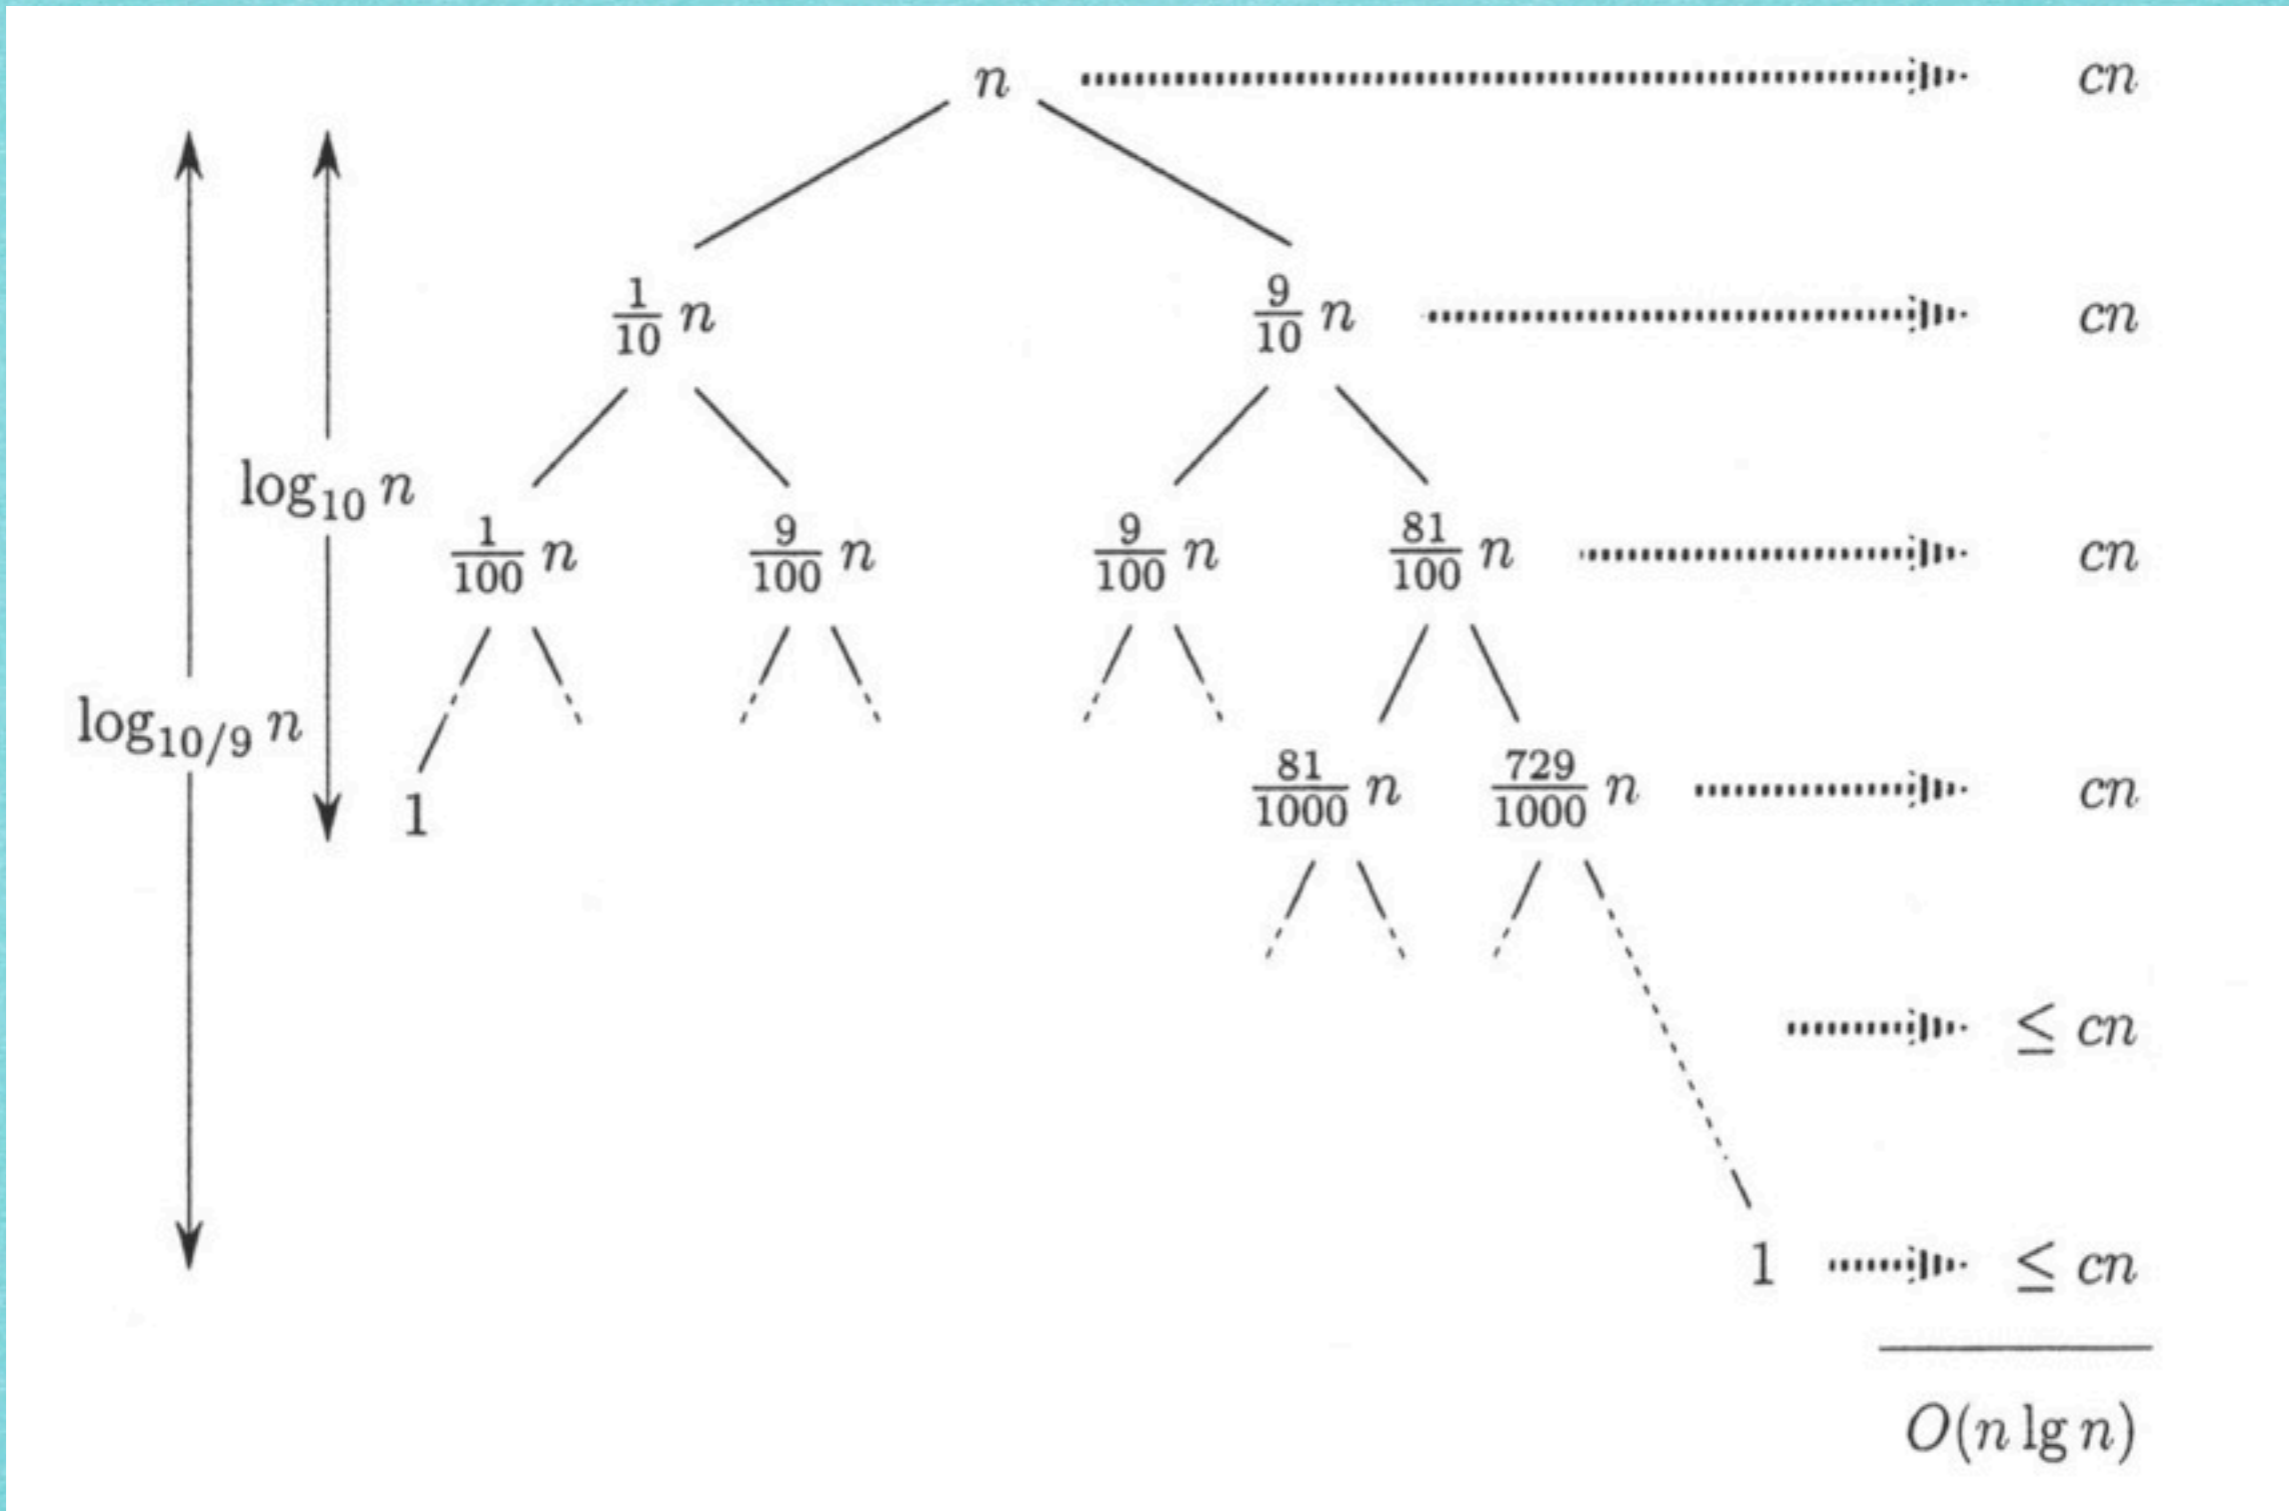 n cn
1/10 n 9/10 n cn
log₁₀ n
1/100 n 9/100 n 9/100 n 81/100 n cn
log₁₀/₉ n
1 81/1000 n 729/1000 n cn
≤ cn
1 ≤ cn
O(n lg n)